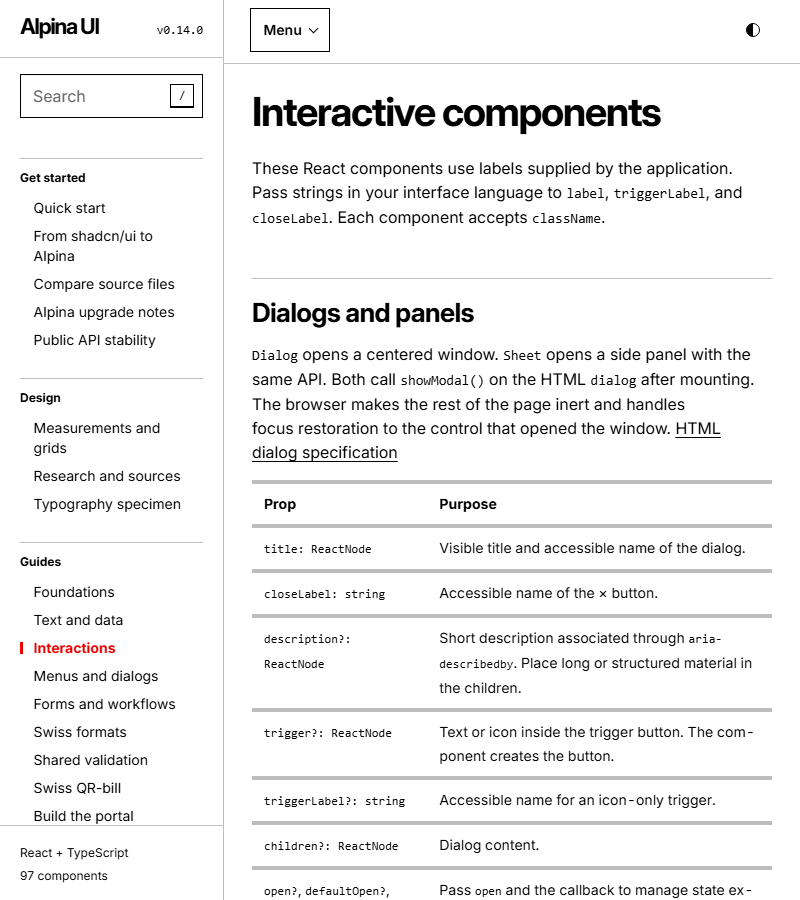 Alpina UI
v0.14.0
Search
/
Get started
Quick start
From shadcn/ui to
Alpina
Compare source files
Alpina upgrade notes
Public API stability
Design
Measurements and
grids
Research and sources
Typography specimen
Guides
Foundations
Text and data
Interactions
Menus and dialogs
Forms and workflows
Swiss formats
Shared validation
Swiss QR-bill
Build the portal
React + TypeScript
97 components
Menu
Interactive components
These React components use labels supplied by the application.
Pass strings in your interface language to label, triggerLabel, and
closeLabel. Each component accepts className.
Dialogs and panels
Dialog opens a centered window. Sheet opens a side panel with the
same API. Both call showModal() on the HTML dialog after mounting.
The browser makes the rest of the page inert and handles
focus restoration to the control that opened the window. HTML
dialog specification
Prop Purpose
title: ReactNode Visible title and accessible name of the dialog.
closeLabel: string Accessible name of the × button.
description?: Short description associated through aria-
ReactNode describedby. Place long or structured material in
the children.
trigger?: ReactNode Text or icon inside the trigger button. The com-
ponent creates the button.
triggerLabel?: string Accessible name for an icon-only trigger.
children?: ReactNode Dialog content.
open?, defaultOpen?, Pass open and the callback to manage state ex-